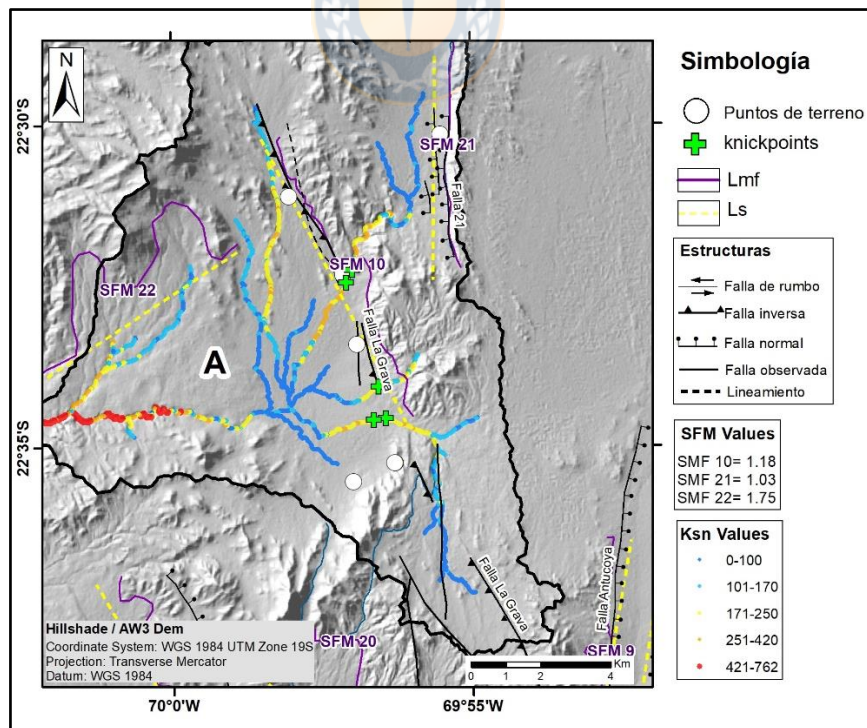 N
22°30'S
22°35'S
70°0'W
69°55'W
SFM 21
Falla 21
SFM 10
SFM 22
A
Falla La Grava
Falla La Grava
Falla Antucoya
SFM 20
SFM 9
Hillshade / AW3 Dem
Coordinate System: WGS 1984 UTM Zone 19S
Projection: Transverse Mercator
Datum: WGS 1984
0 1 2 4
Km
Simbología
Puntos de terreno
knickpoints
Lmf
Ls
Estructuras
Falla de rumbo
Falla inversa
Falla normal
Falla observada
Lineamiento
SFM Values
SMF 10= 1.18
SMF 21= 1.03
SMF 22= 1.75
Ksn Values
0-100
101-170
171-250
251-420
421-762